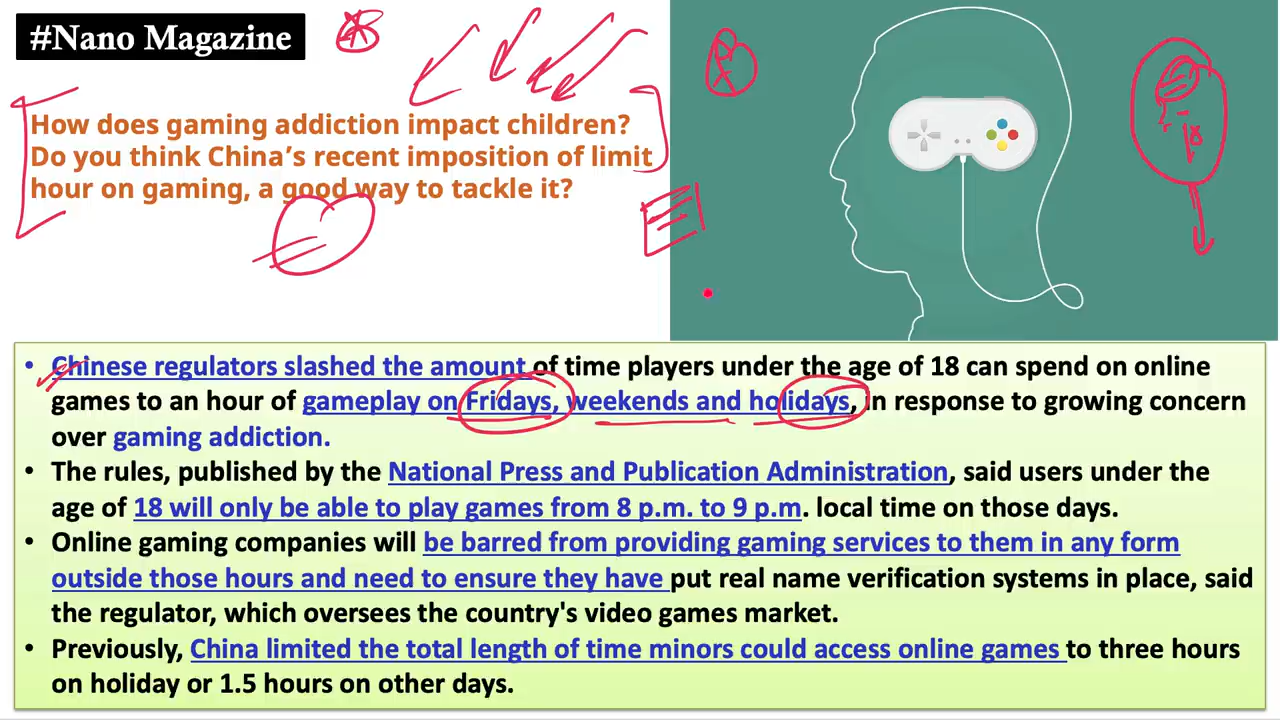 #Nano Magazine
How does gaming addiction impact children?
Do you think China's recent imposition of limit
hour on gaming, a good way to tackle it?
• Chinese regulators slashed the amount of time players under the age of 18 can spend on online
games to an hour of gameplay on Fridays, weekends and holidays, in response to growing concern
over gaming addiction.
• The rules, published by the National Press and Publication Administration, said users under the
age of 18 will only be able to play games from 8 p.m. to 9 p.m. local time on those days.
• Online gaming companies will be barred from providing gaming services to them in any form
outside those hours and need to ensure they have put real name verification systems in place, said
the regulator, which oversees the country's video games market.
• Previously, China limited the total length of time minors could access online games to three hours
on holiday or 1.5 hours on other days.